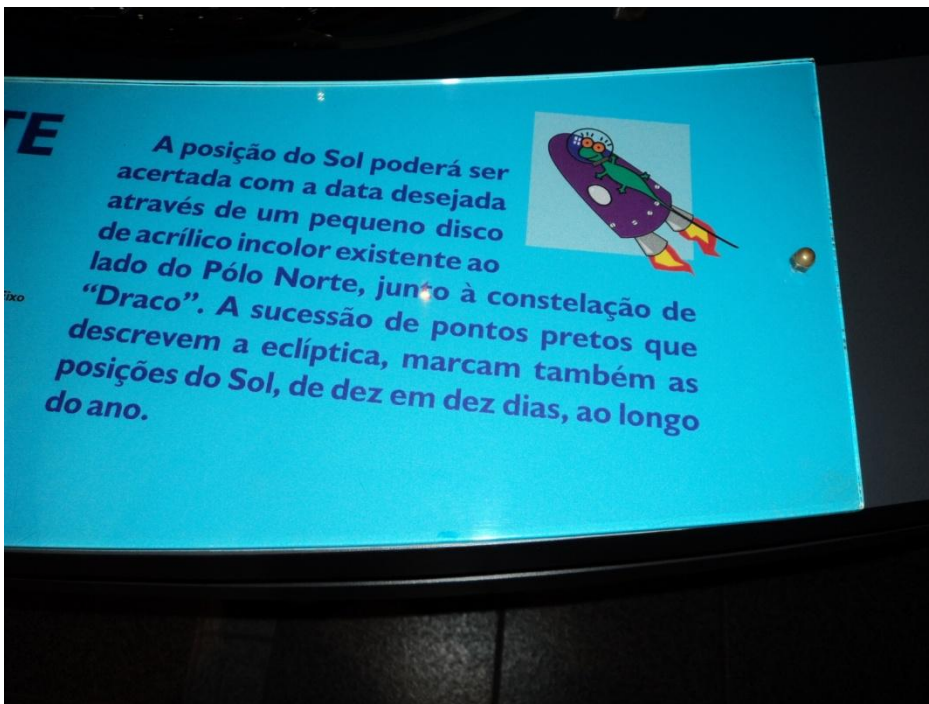 TE
A posição do Sol poderá ser
acertada com a data desejada
através de um pequeno disco
de acrílico incolor existente ao
lado do Pólo Norte, junto à constelação de
“Draco”. A sucessão de pontos pretos que
descrevem a eclíptica, marcam também as
posições do Sol, de dez em dez dias, ao longo
do ano.
ixo